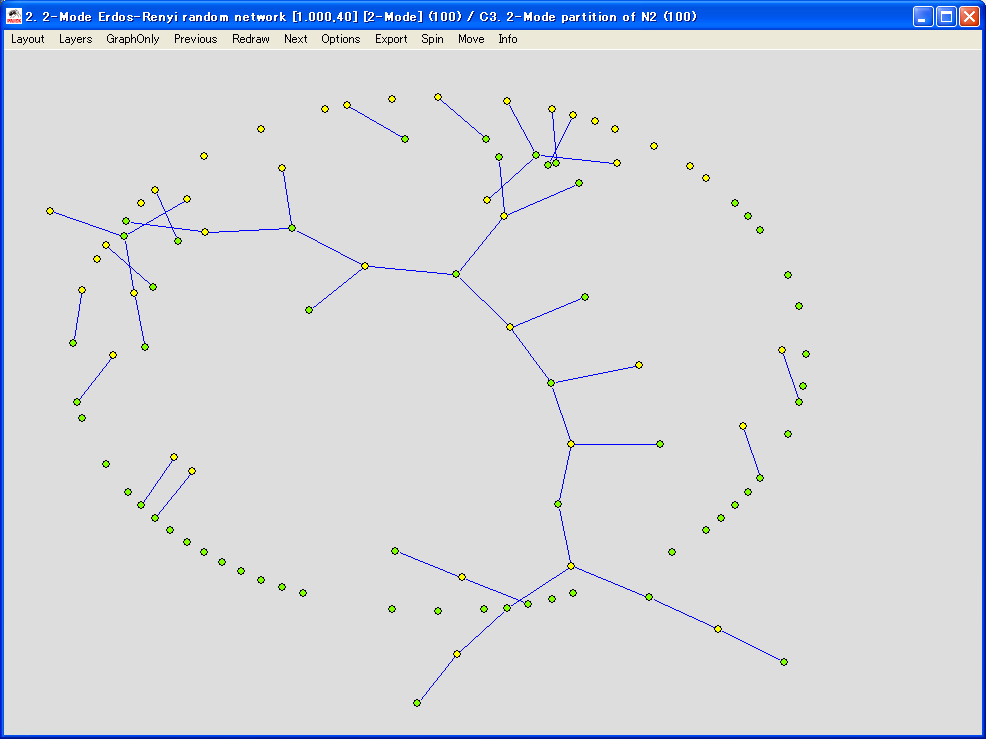 2. 2-Mode Erdos-Renyi random network [1.000,40] [2-Mode] (100) / C3. 2-Mode partition of N2 (100)
Layout Layers GraphOnly Previous Redraw Next Options Export Spin Move Info